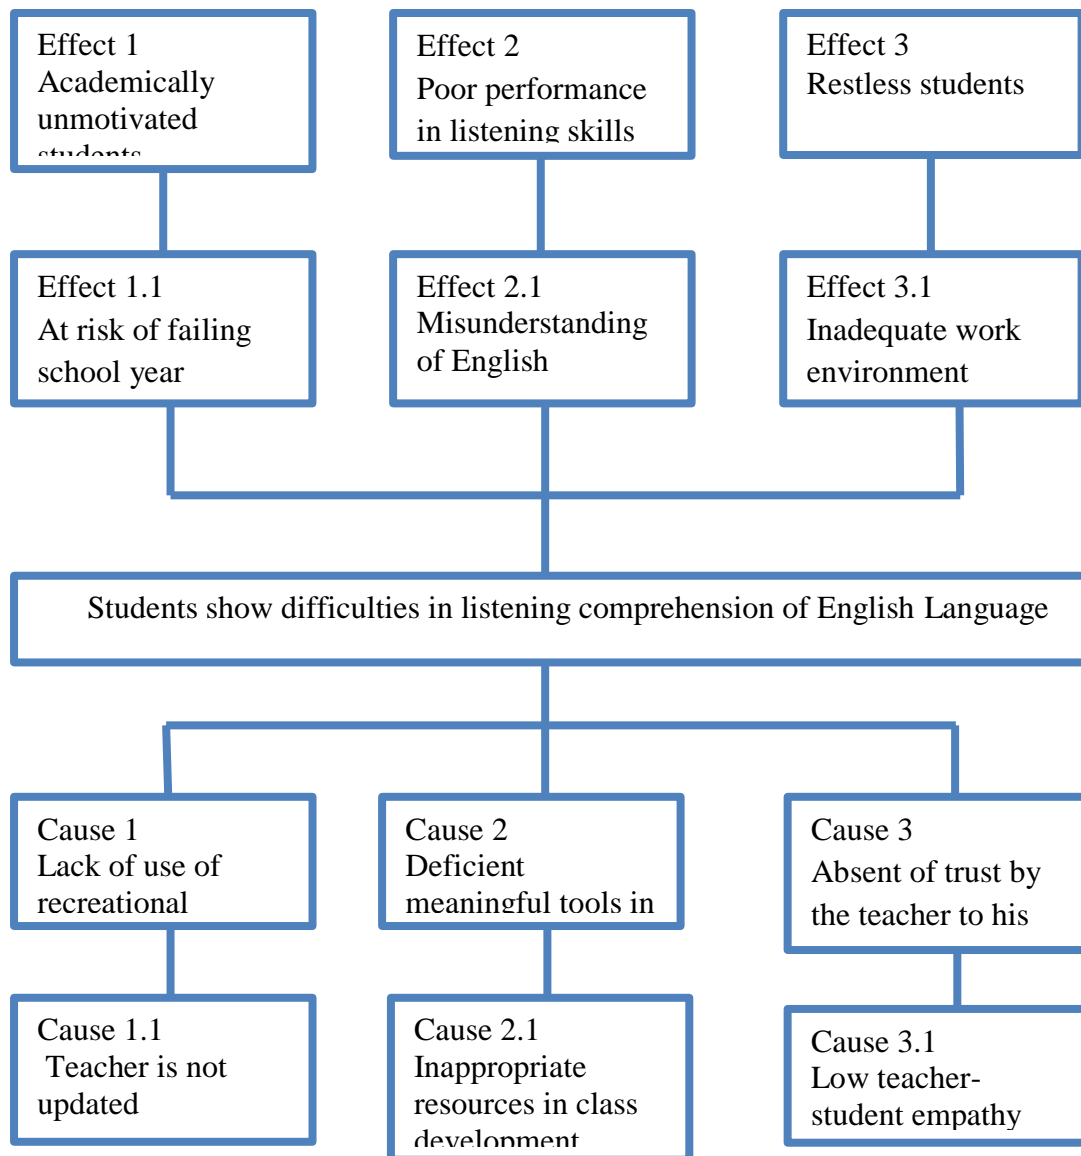 Effect 1
Academically
unmotivated
students
Effect 2
Poor performance
in listening skills
Effect 3
Restless students
Effect 1.1
At risk of failing
school year
Effect 2.1
Misunderstanding
of English
Effect 3.1
Inadequate work
environment
Students show difficulties in listening comprehension of English Language
Cause 1
Lack of use of
recreational
Cause 2
Deficient
meaningful tools in
Cause 3
Absent of trust by
the teacher to his
Cause 1.1
Teacher is not
updated
Cause 2.1
Inappropriate
resources in class
development
Cause 3.1
Low teacher-
student empathy